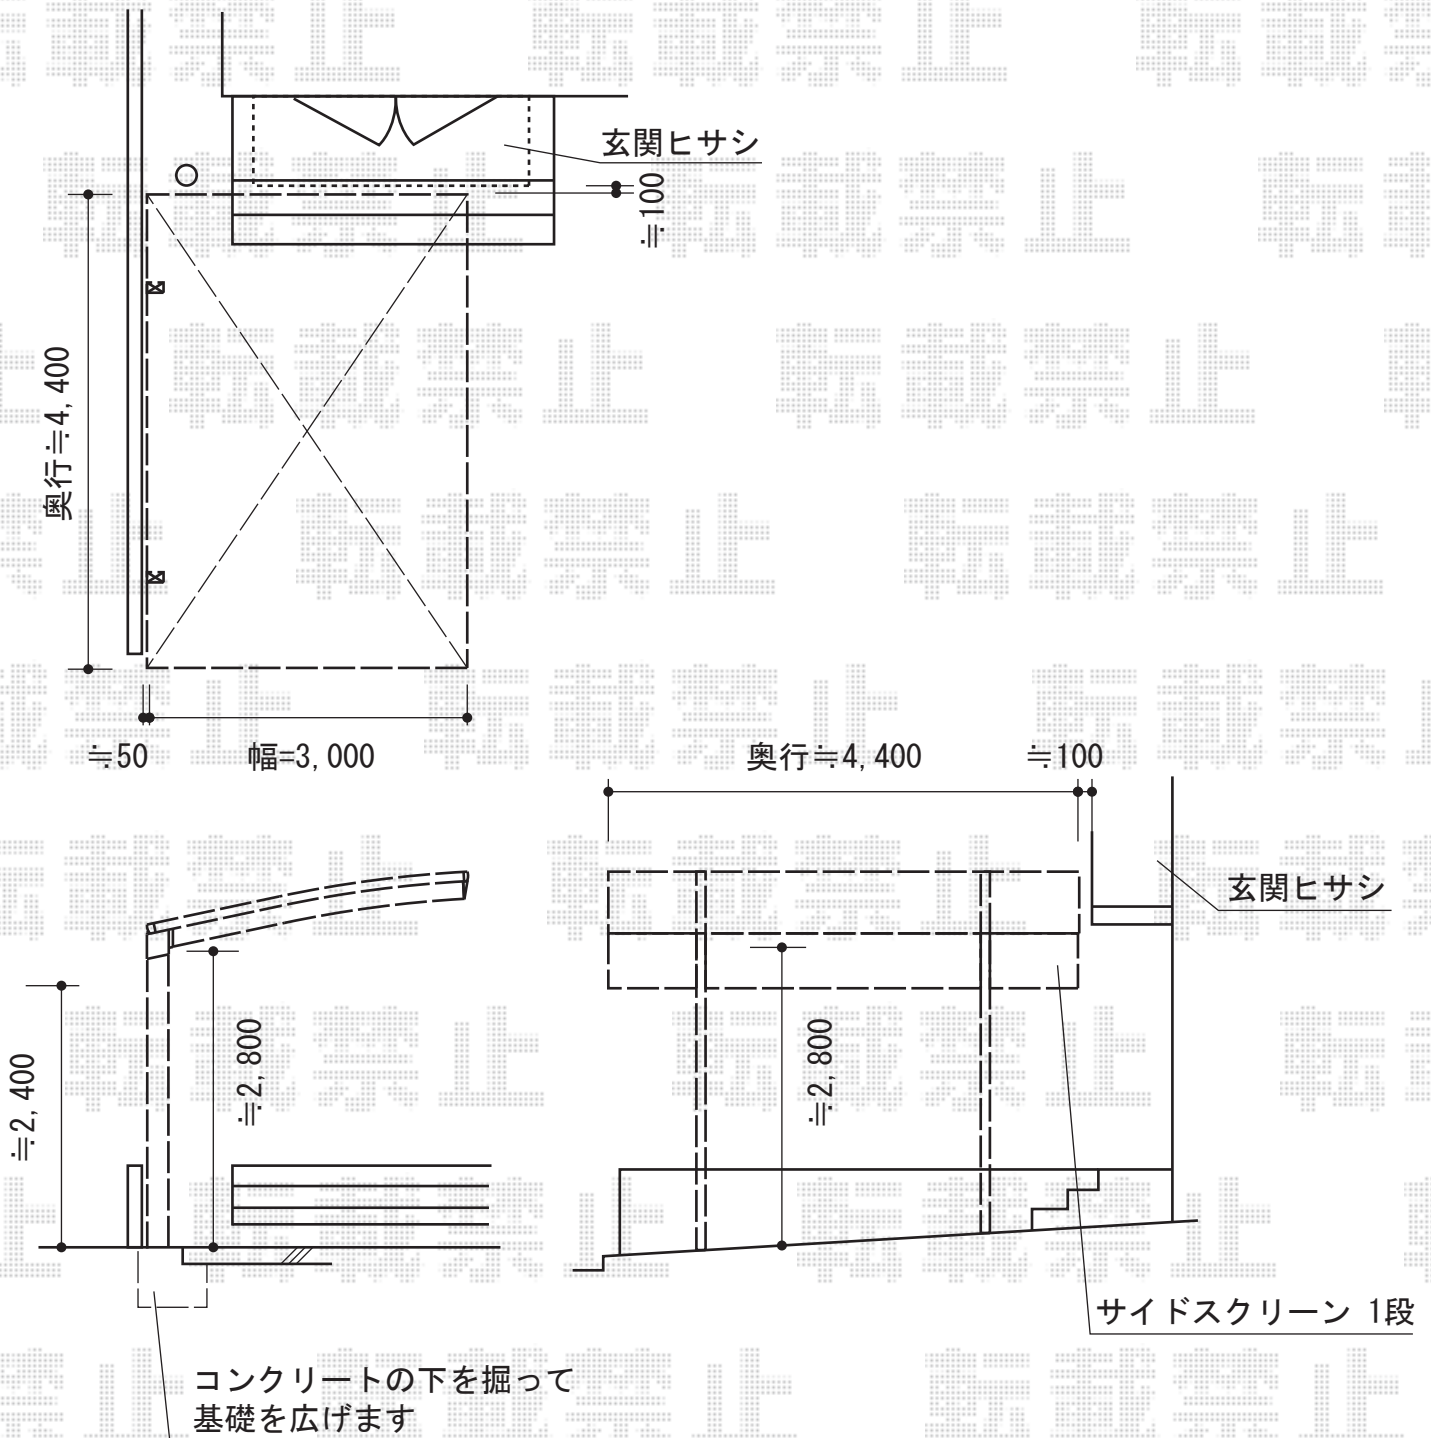 転載禁止
玄関ヒサシ
≒100
奥行≒4,400
≒50
幅=3,000
奥行≒4,400
≒100
玄関ヒサシ
≒2,400
≒2,800
≒2,800
サイドスクリーン 1段
コンクリートの下を掘って
基礎を広げます